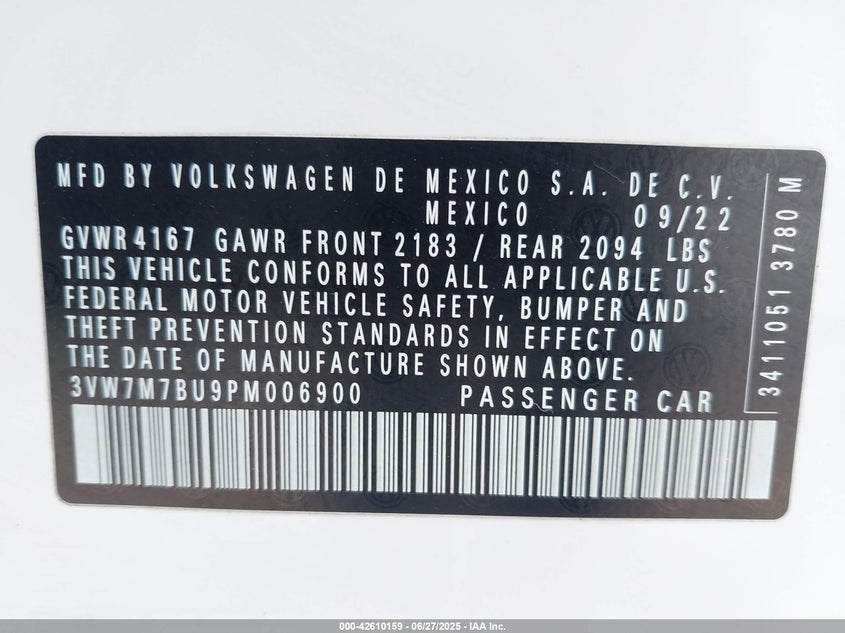 MFD BY VOLKSWAGEN DE MEXICO S.A. DE C.V.
MEXICO 09/22
GVWR 4167 GAWR FRONT 2183 / REAR 2094 LBS
THIS VEHICLE CONFORMS TO ALL APPLICABLE U.S.
FEDERAL MOTOR VEHICLE SAFETY, BUMPER AND
THEFT PREVENTION STANDARDS IN EFFECT ON
THE DATE OF MANUFACTURE SHOWN ABOVE.
3VW7M7BU9PM006900 PASSENGER CAR
3411051 3780 M
000-42610159 - 06/27/2025 - IAA Inc.